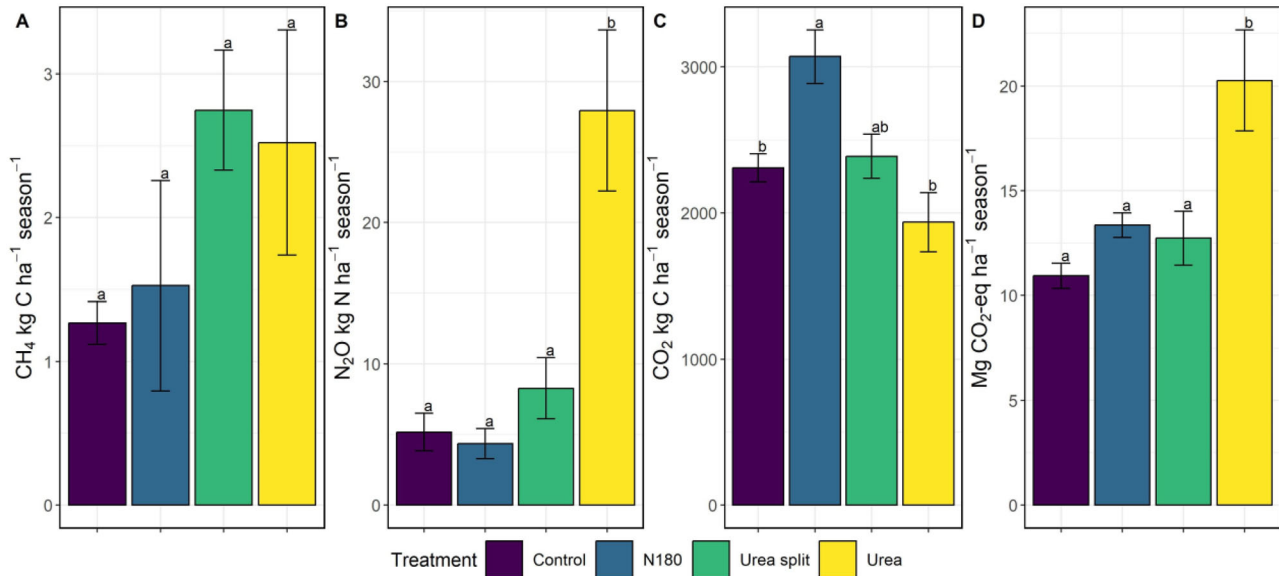 A
CH₄ kg C ha⁻¹ season⁻¹
3
2
1
0
a
a
a
a
B
N₂O kg N ha⁻¹ season⁻¹
30
20
10
0
a
a
a
b
C
CO₂ kg C ha⁻¹ season⁻¹
3000
2000
1000
0
b
a
ab
b
D
Mg CO₂-eq ha⁻¹ season⁻¹
20
15
10
5
0
a
a
a
b
Treatment Control N180 Urea split Urea